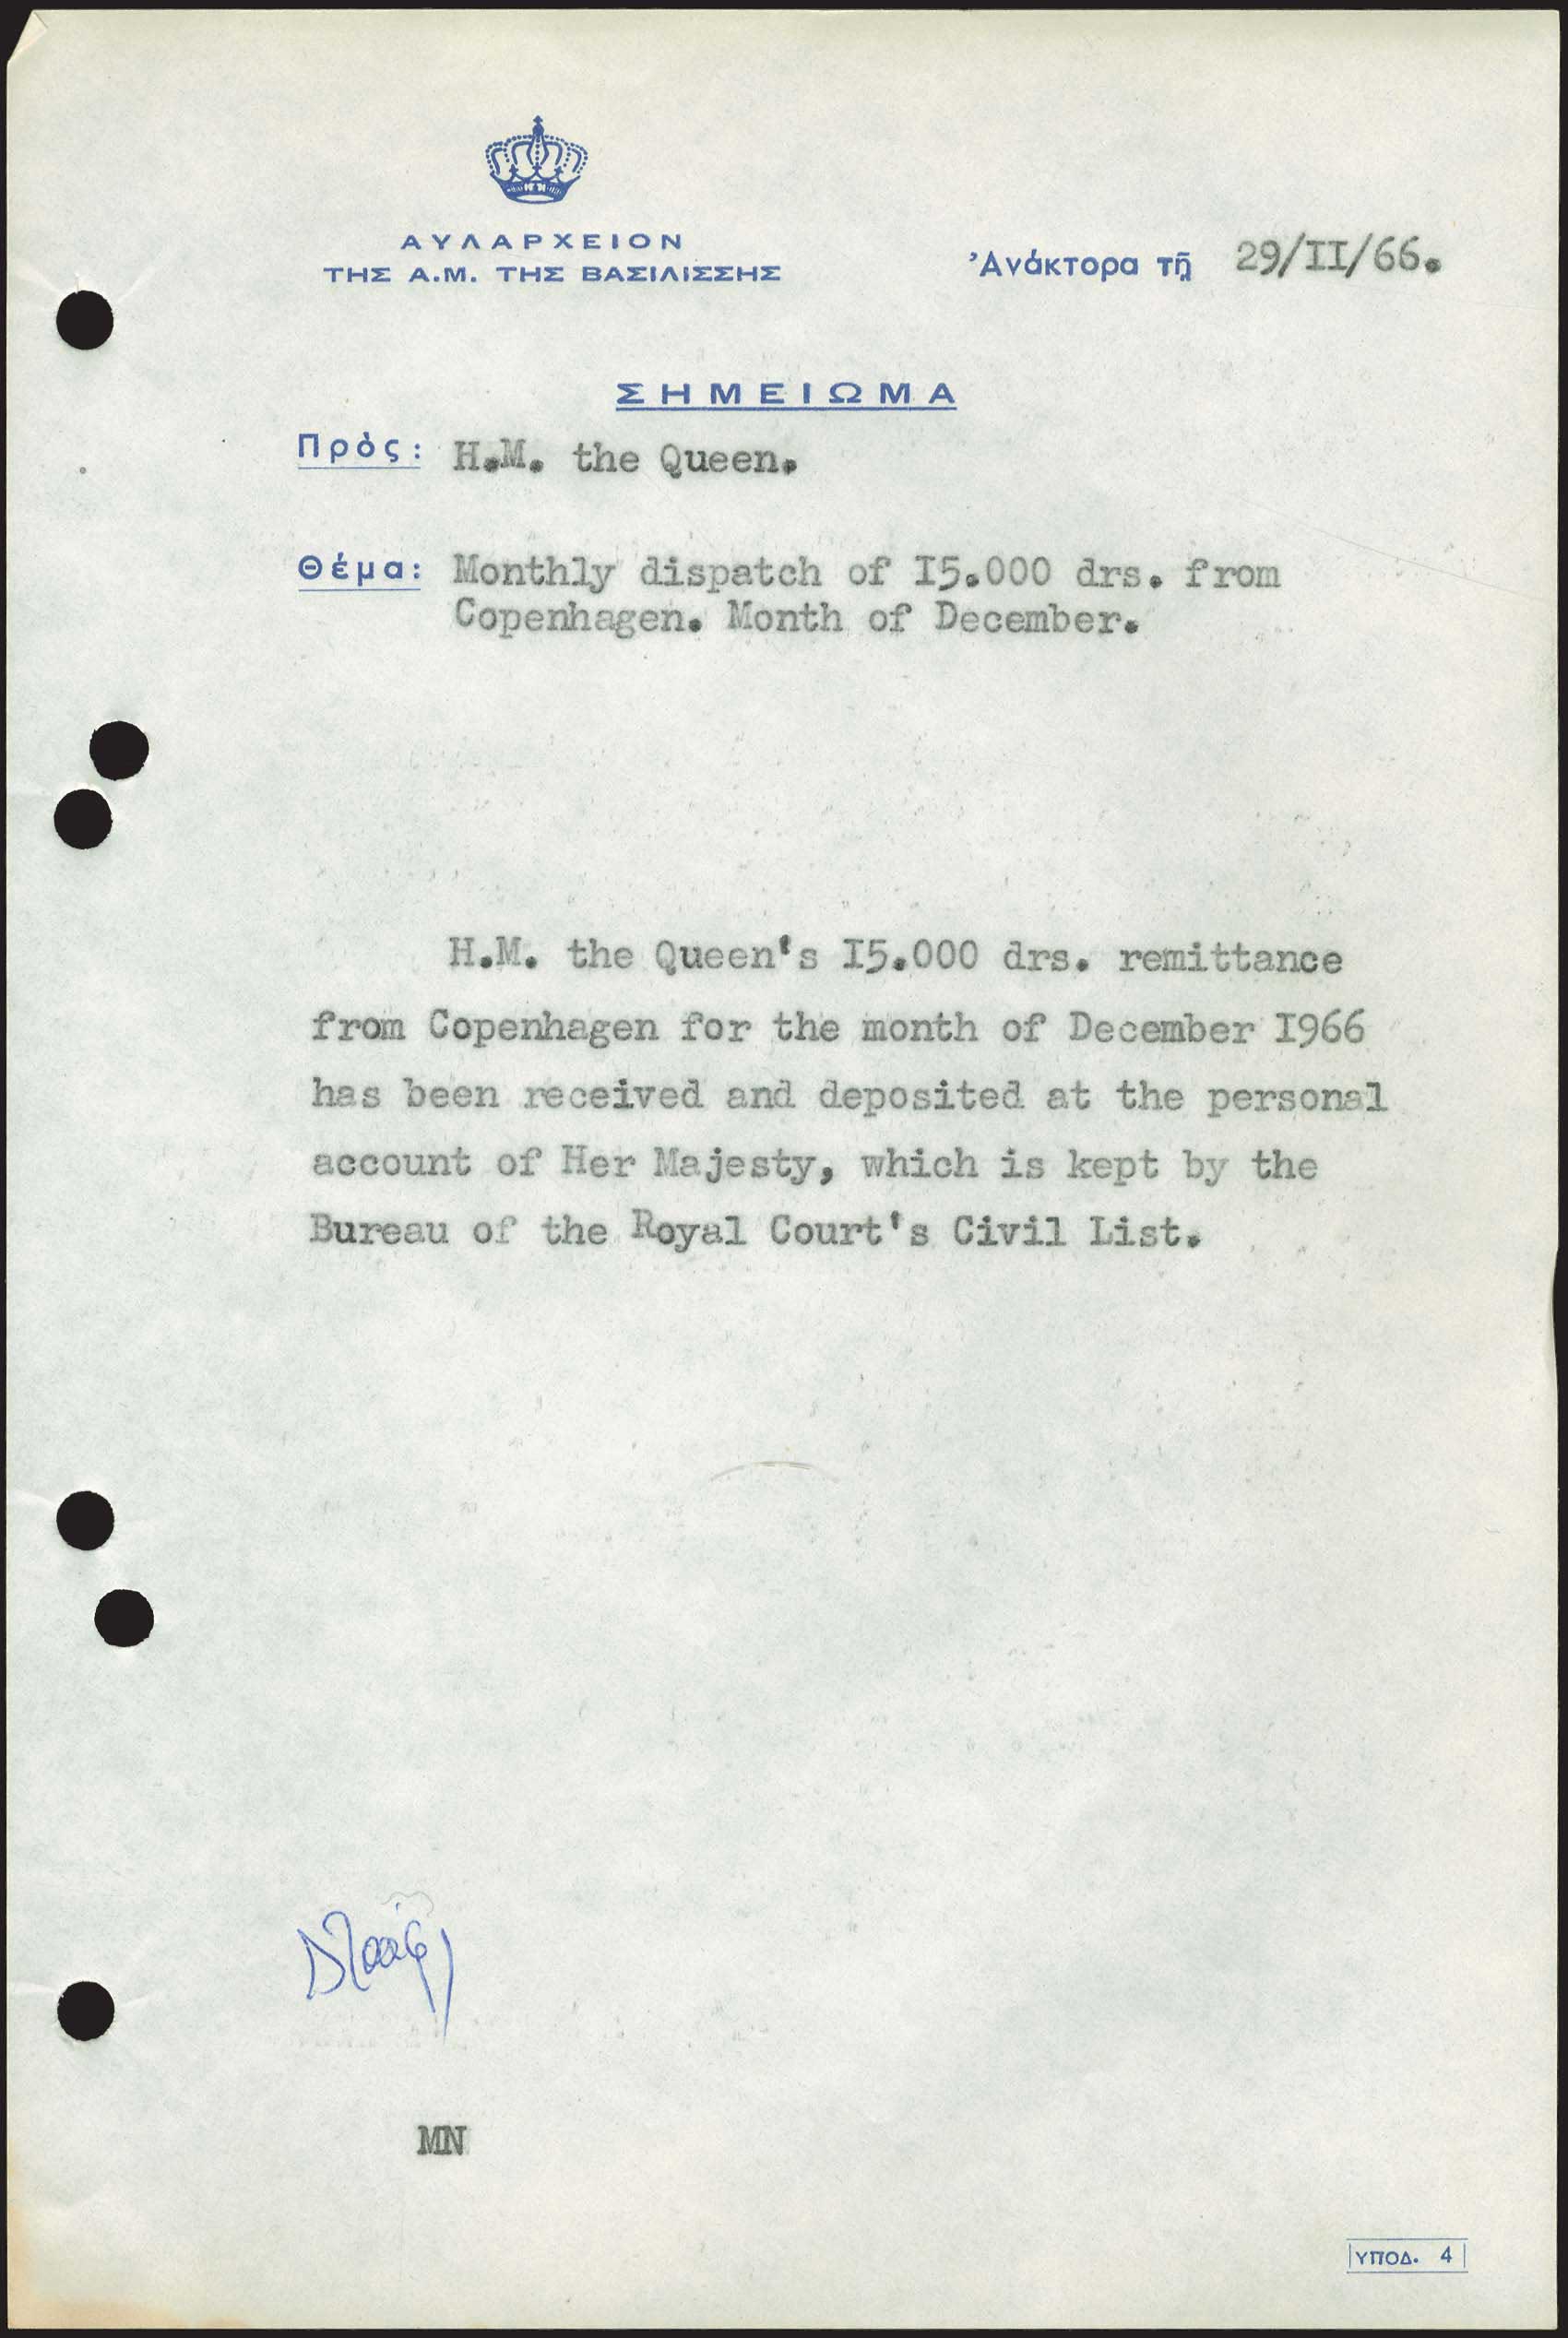 ΑΥΛΑΡΧΕΙΟΝ
ΤΗΣ Α.Μ. ΤΗΣ ΒΑΣΙΛΙΣΣΗΣ
Ἀνάκτορα τῇ 29/II/66.
ΣΗΜΕΙΩΜΑ
Πρὸς: H.M. the Queen.
Θέμα: Monthly dispatch of I5.000 drs. from
Copenhagen. Month of December.
H.M. the Queen's I5.000 drs. remittance
from Copenhagen for the month of December I966
has been received and deposited at the personal
account of Her Majesty, which is kept by the
Bureau of the Royal Court's Civil List.
MN
ΥΠΟΔ. 4